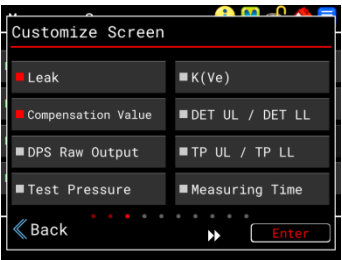 Customize Screen
Leak
K(Ve)
Compensation Value
DET UL / DET LL
DPS Raw Output
TP UL / TP LL
Test Pressure
Measuring Time
Back
Enter